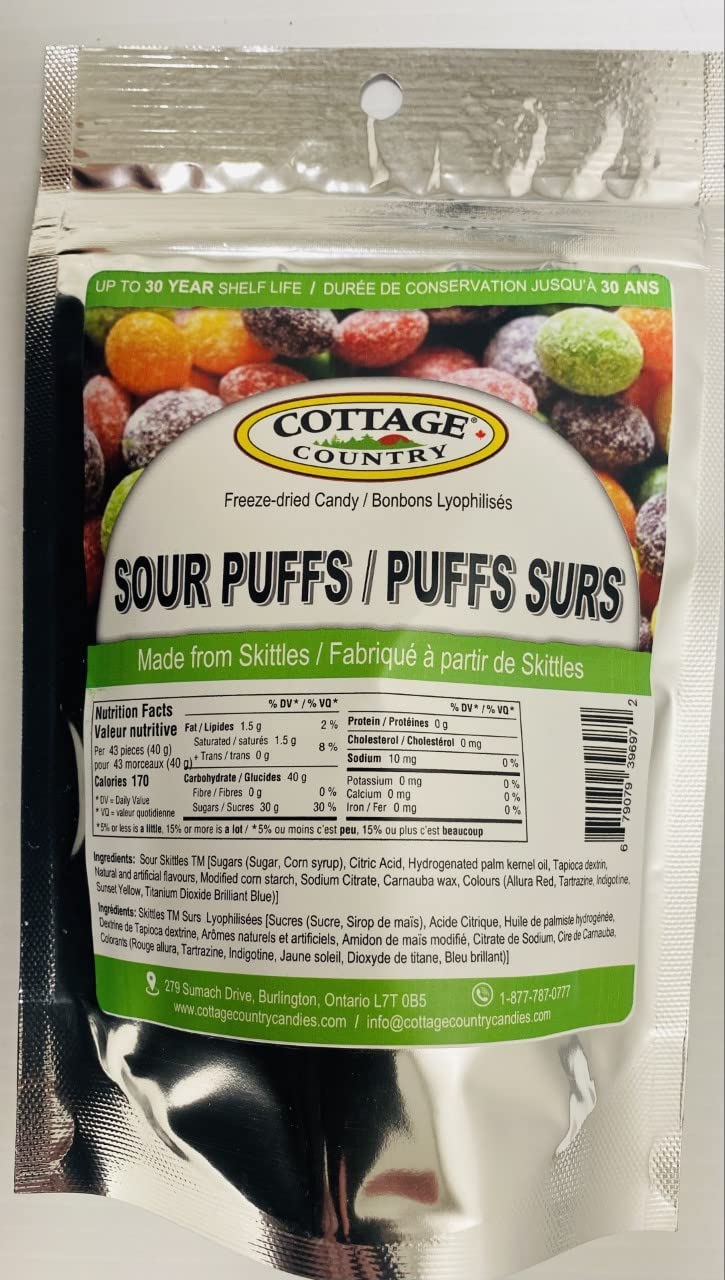 UP TO 30 YEAR SHELF LIFE / DURÉE DE CONSERVATION JUSQU'À 30 ANS
COTTAGE®
COUNTRY
Freeze-dried Candy / Bonbons Lyophilisés
SOUR PUFFS / PUFFS SURS
Made from Skittles / Fabriqué à partir de Skittles
Nutrition Facts
Valeur nutritive
Per 43 pieces (40 g)
pour 43 morceaux (40 g)
Calories 170
* DV = Daily Value
* VQ = valeur quotidienne
% DV* / % VQ*
Fat / Lipides 1.5 g 2 %
Saturated / saturés 1.5 g 8 %
+ Trans / trans 0 g
Carbohydrate / Glucides 40 g
Fibre / Fibres 0 g 0 %
Sugars / Sucres 30 g 30 %
% DV* / % VQ*
Protein / Protéines 0 g
Cholesterol / Cholestérol 0 mg
Sodium 10 mg 0 %
Potassium 0 mg 0 %
Calcium 0 mg 0 %
Iron / Fer 0 mg 0 %
*5% or less is a little, 15% or more is a lot / *5% ou moins c'est peu, 15% ou plus c'est beaucoup
6 79079 39697 2
Ingredients: Sour Skittles TM [Sugars (Sugar, Corn syrup), Citric Acid, Hydrogenated palm kernel oil, Tapioca dextrin,
Natural and artificial flavours, Modified corn starch, Sodium Citrate, Carnauba wax, Colours (Allura Red, Tartrazine, Indigotine,
Sunset Yellow, Titanium Dioxide Brilliant Blue)]
Ingrédients: Skittles TM Surs Lyophilisées [Sucres (Sucre, Sirop de maïs), Acide Citrique, Huile de palmiste hydrogénée,
Dextrine de Tapioca dextrine, Arômes naturels et artificiels, Amidon de maïs modifié, Citrate de Sodium, Cire de Carnauba,
Colorants (Rouge allura, Tartrazine, Indigotine, Jaune soleil, Dioxyde de titane, Bleu brillant)]
279 Sumach Drive, Burlington, Ontario L7T 0B5
1-877-787-0777
www.cottagecountrycandies.com / info@cottagecountrycandies.com